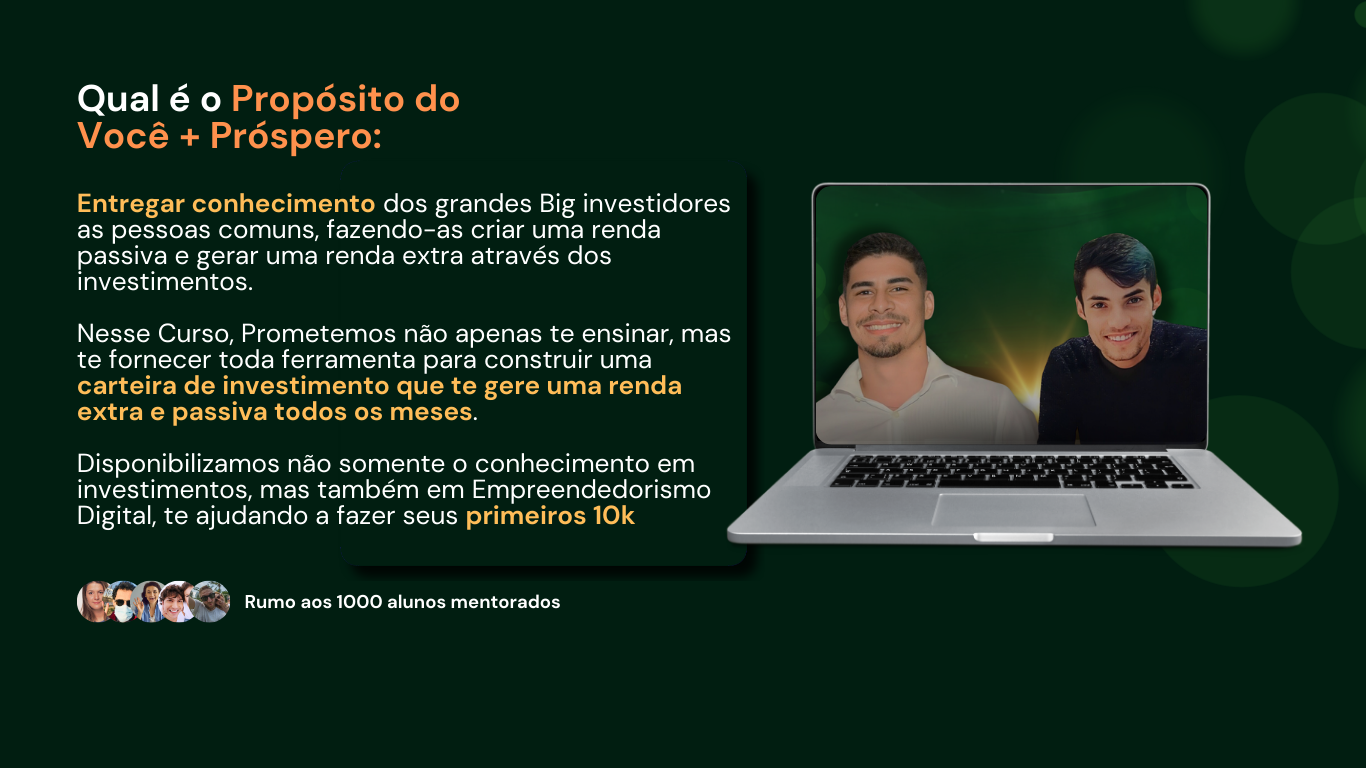 Qual é o Propósito do
Você + Próspero:
Entregar conhecimento dos grandes Big investidores
as pessoas comuns, fazendo-as criar uma renda
passiva e gerar uma renda extra através dos
investimentos.
Nesse Curso, Prometemos não apenas te ensinar, mas
te fornecer toda ferramenta para construir uma
carteira de investimento que te gere uma renda
extra e passiva todos os meses.
Disponibilizamos não somente o conhecimento em
investimentos, mas também em Empreendedorismo
Digital, te ajudando a fazer seus primeiros 10k
Rumo aos 1000 alunos mentorados